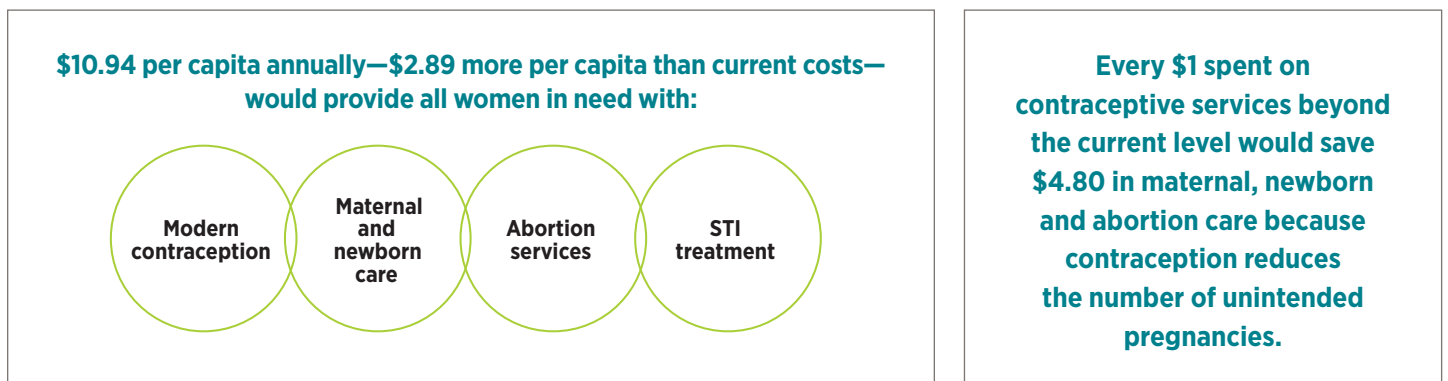 $10.94 per capita annually—$2.89 more per capita than current costs—
would provide all women in need with:
Modern
contraception
Maternal
and
newborn
care
Abortion
services
STI
treatment
Every $1 spent on
contraceptive services beyond
the current level would save
$4.80 in maternal, newborn
and abortion care because
contraception reduces
the number of unintended
pregnancies.